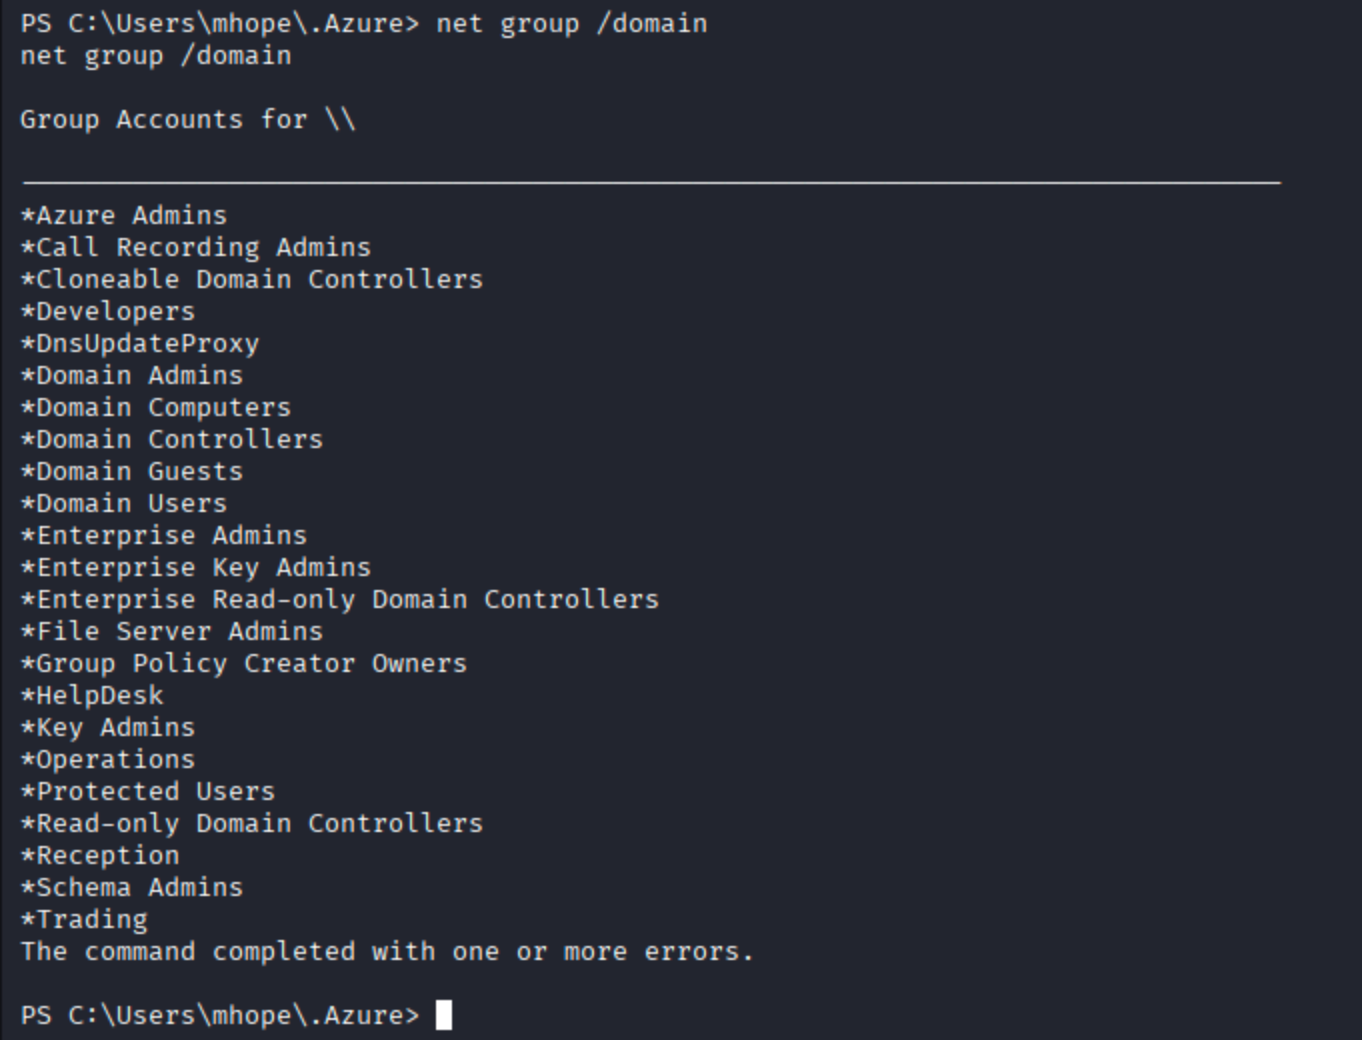 PS C:\Users\mhope\.Azure> net group /domain
net group /domain
Group Accounts for \\
*Azure Admins
*Call Recording Admins
*Cloneable Domain Controllers
*Developers
*DnsUpdateProxy
*Domain Admins
*Domain Computers
*Domain Controllers
*Domain Guests
*Domain Users
*Enterprise Admins
*Enterprise Key Admins
*Enterprise Read-only Domain Controllers
*File Server Admins
*Group Policy Creator Owners
*HelpDesk
*Key Admins
*Operations
*Protected Users
*Read-only Domain Controllers
*Reception
*Schema Admins
*Trading
The command completed with one or more errors.
PS C:\Users\mhope\.Azure>